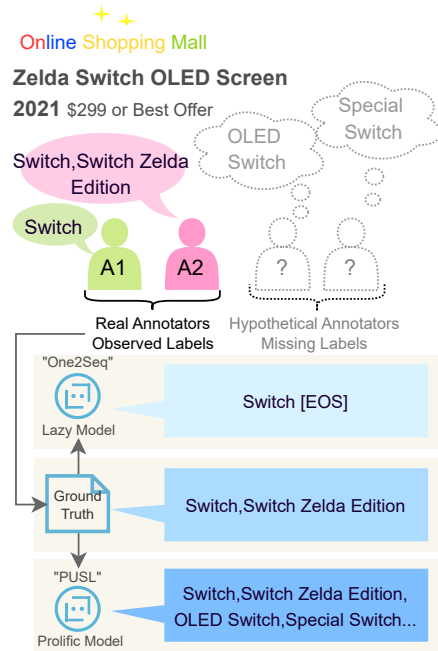 Online Shopping Mall
Zelda Switch OLED Screen
2021 $299 or Best Offer
Special
Switch
OLED
Switch
Switch,Switch Zelda
Edition
Switch
A1
A2
?
?
Real Annotators
Observed Labels
Hypothetical Annotators
Missing Labels
"One2Seq"
Lazy Model
Switch [EOS]
Ground
Truth
Switch,Switch Zelda Edition
"PUSL"
Prolific Model
Switch,Switch Zelda Edition,
OLED Switch,Special Switch...